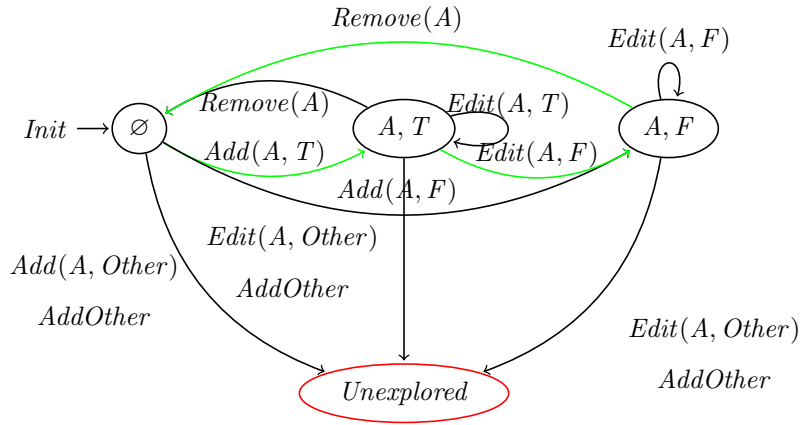 Remove(A)
Edit(A, F)
Remove(A)
Edit(A, T)
Init
∅
A, T
A, F
Add(A, T)
Edit(A, F)
Add(A, F)
Edit(A, Other)
AddOther
Add(A, Other)
AddOther
Edit(A, Other)
AddOther
Unexplored